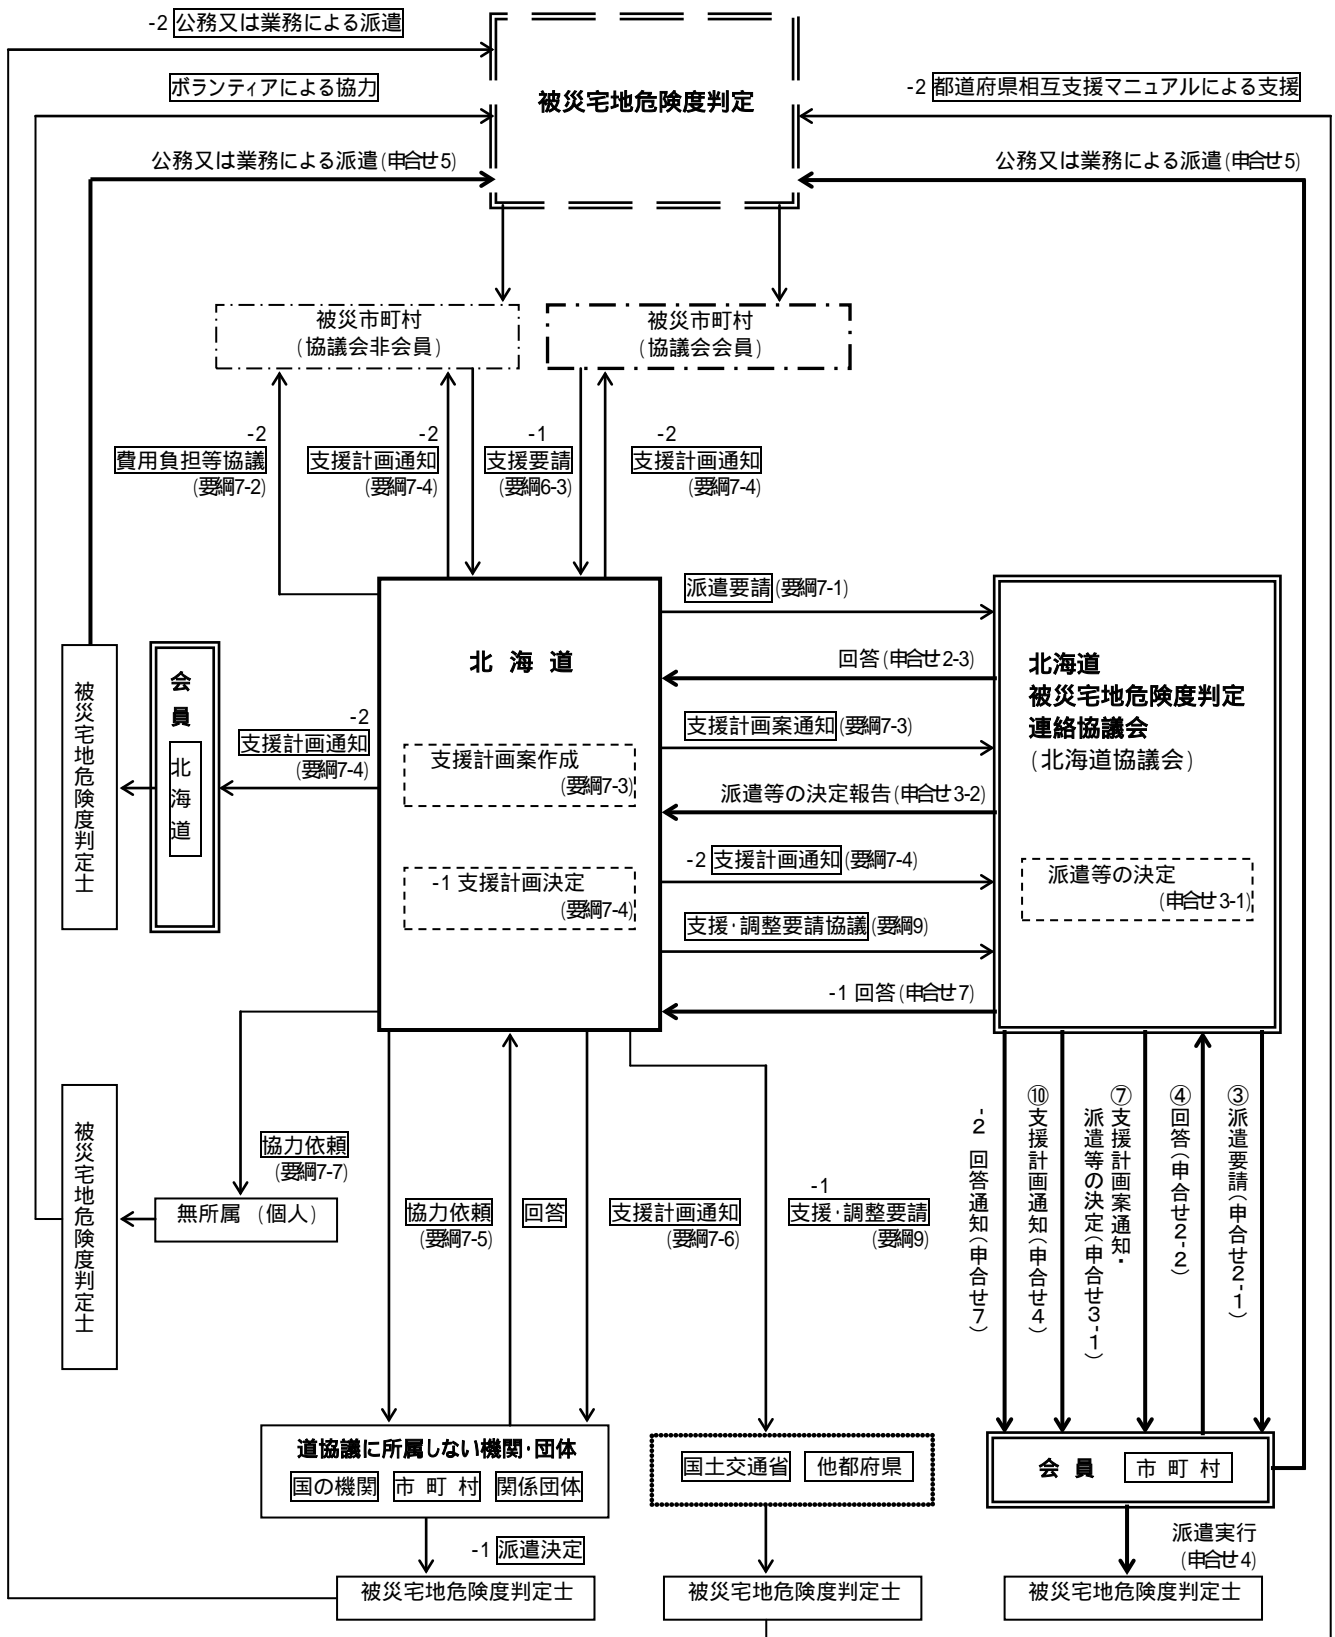 -2 公務又は業務による派遣
ボランティアによる協力
被災宅地危険度判定
-2 都道府県相互支援マニュアルによる支援
公務又は業務による派遣(申合せ5)
公務又は業務による派遣(申合せ5)
被災市町村
(協議会非会員)
被災市町村
(協議会会員)
-2
費用負担等協議
(要綱7-2)
-2
支援計画通知
(要綱7-4)
-1
支援要請
(要綱6-3)
-2
支援計画通知
(要綱7-4)
北 海 道
支援計画案作成
(要綱7-3)
-1 支援計画決定
(要綱7-4)
派遣要請(要綱7-1)
回答(申合せ2-3)
支援計画案通知(要綱7-3)
派遣等の決定報告(申合せ3-2)
-2 支援計画通知(要綱7-4)
支援・調整要請協議(要綱9)
-1 回答(申合せ7)
北海道
被災宅地危険度判定
連絡協議会
(北海道協議会)
派遣等の決定
(申合せ3-1)
被災宅地危険度判定士
会員
北海道
-2
支援計画通知
(要綱7-4)
被災宅地危険度判定士
協力依頼
(要綱7-7)
無所属 (個人)
協力依頼
(要綱7-5)
回答
支援計画通知
(要綱7-6)
-1
支援・調整要請
(要綱9)
③派遣要請(申合せ2-1)
④回答(申合せ2-2)
⑦支援計画案通知・
派遣等の決定(申合せ3-1)
⑩支援計画通知(申合せ4)
-2 回答通知(申合せ7)
道協議に所属しない機関・団体
国の機関 市 町 村 関係団体
国土交通省 他都府県
会 員 市 町 村
-1 派遣決定
派遣実行
(申合せ4)
被災宅地危険度判定士
被災宅地危険度判定士
被災宅地危険度判定士